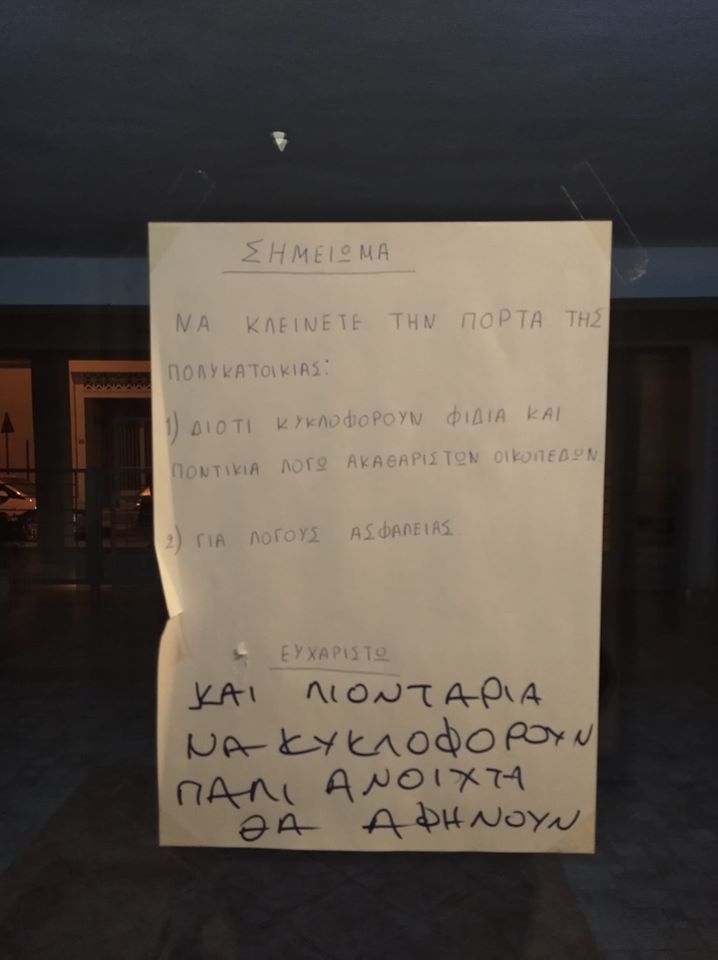 ΣΗΜΕΙΩΜΑ
ΝΑ ΚΛΕΙΝΕΤΕ ΤΗΝ ΠΟΡΤΑ ΤΗΣ
ΠΟΛΥΚΑΤΟΙΚΙΑΣ:
1) ΔΙΟΤΙ ΚΥΚΛΟΦΟΡΟΥΝ ΦΙΔΙΑ ΚΑΙ
ΠΟΝΤΙΚΙΑ ΛΟΓΩ ΑΚΑΘΑΡΙΣΤΩΝ ΟΙΚΟΠΕΔΩΝ.
2) ΓΙΑ ΛΟΓΟΥΣ ΑΣΦΑΛΕΙΑΣ.
ΕΥΧΑΡΙΣΤΩ
ΚΑΙ ΛΙΟΝΤΑΡΙΑ
ΝΑ ΚΥΚΛΟΦΟΡΟΥΝ
ΠΑΛΙ ΑΝΟΙΧΤΑ
ΘΑ ΑΦΗΝΟΥΝ